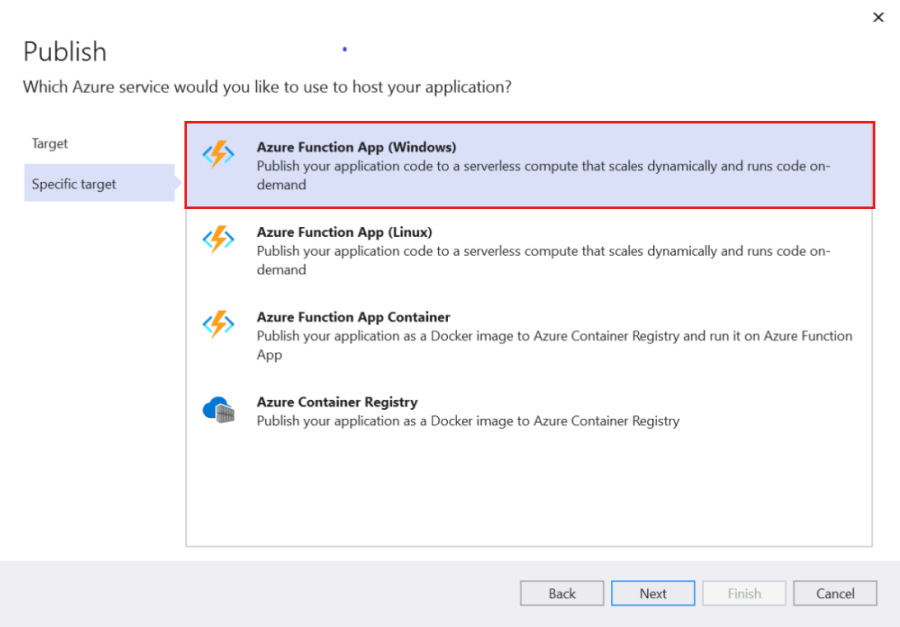 Publish
Which Azure service would you like to use to host your application?
Target
Specific target
Azure Function App (Windows)
Publish your application code to a serverless compute that scales dynamically and runs code on-
demand
Azure Function App (Linux)
Publish your application code to a serverless compute that scales dynamically and runs code on-
demand
Azure Function App Container
Publish your application as a Docker image to Azure Container Registry and run it on Azure Function
App
Azure Container Registry
Publish your application as a Docker image to Azure Container Registry
Back
Next
Finish
Cancel